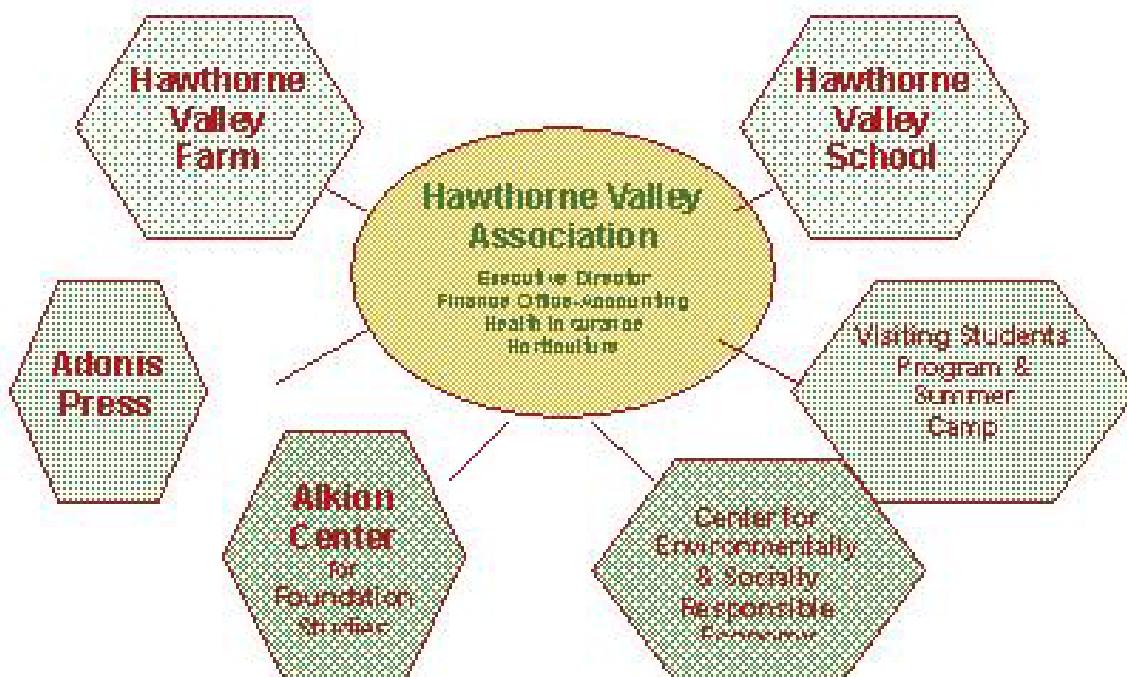 Hawthorne
Valley
Farm
Hawthorne
Valley
School
Hawthorne Valley
Association
Executive Director
Finance Office-Accounting
Health Insurance
Horticulture
Adonis
Press
Visiting Students
Program &
Summer
Camp
Alkion
Center
for
Foundation
Studies
Center for
Environmentally
& Socially
Responsible
Economy